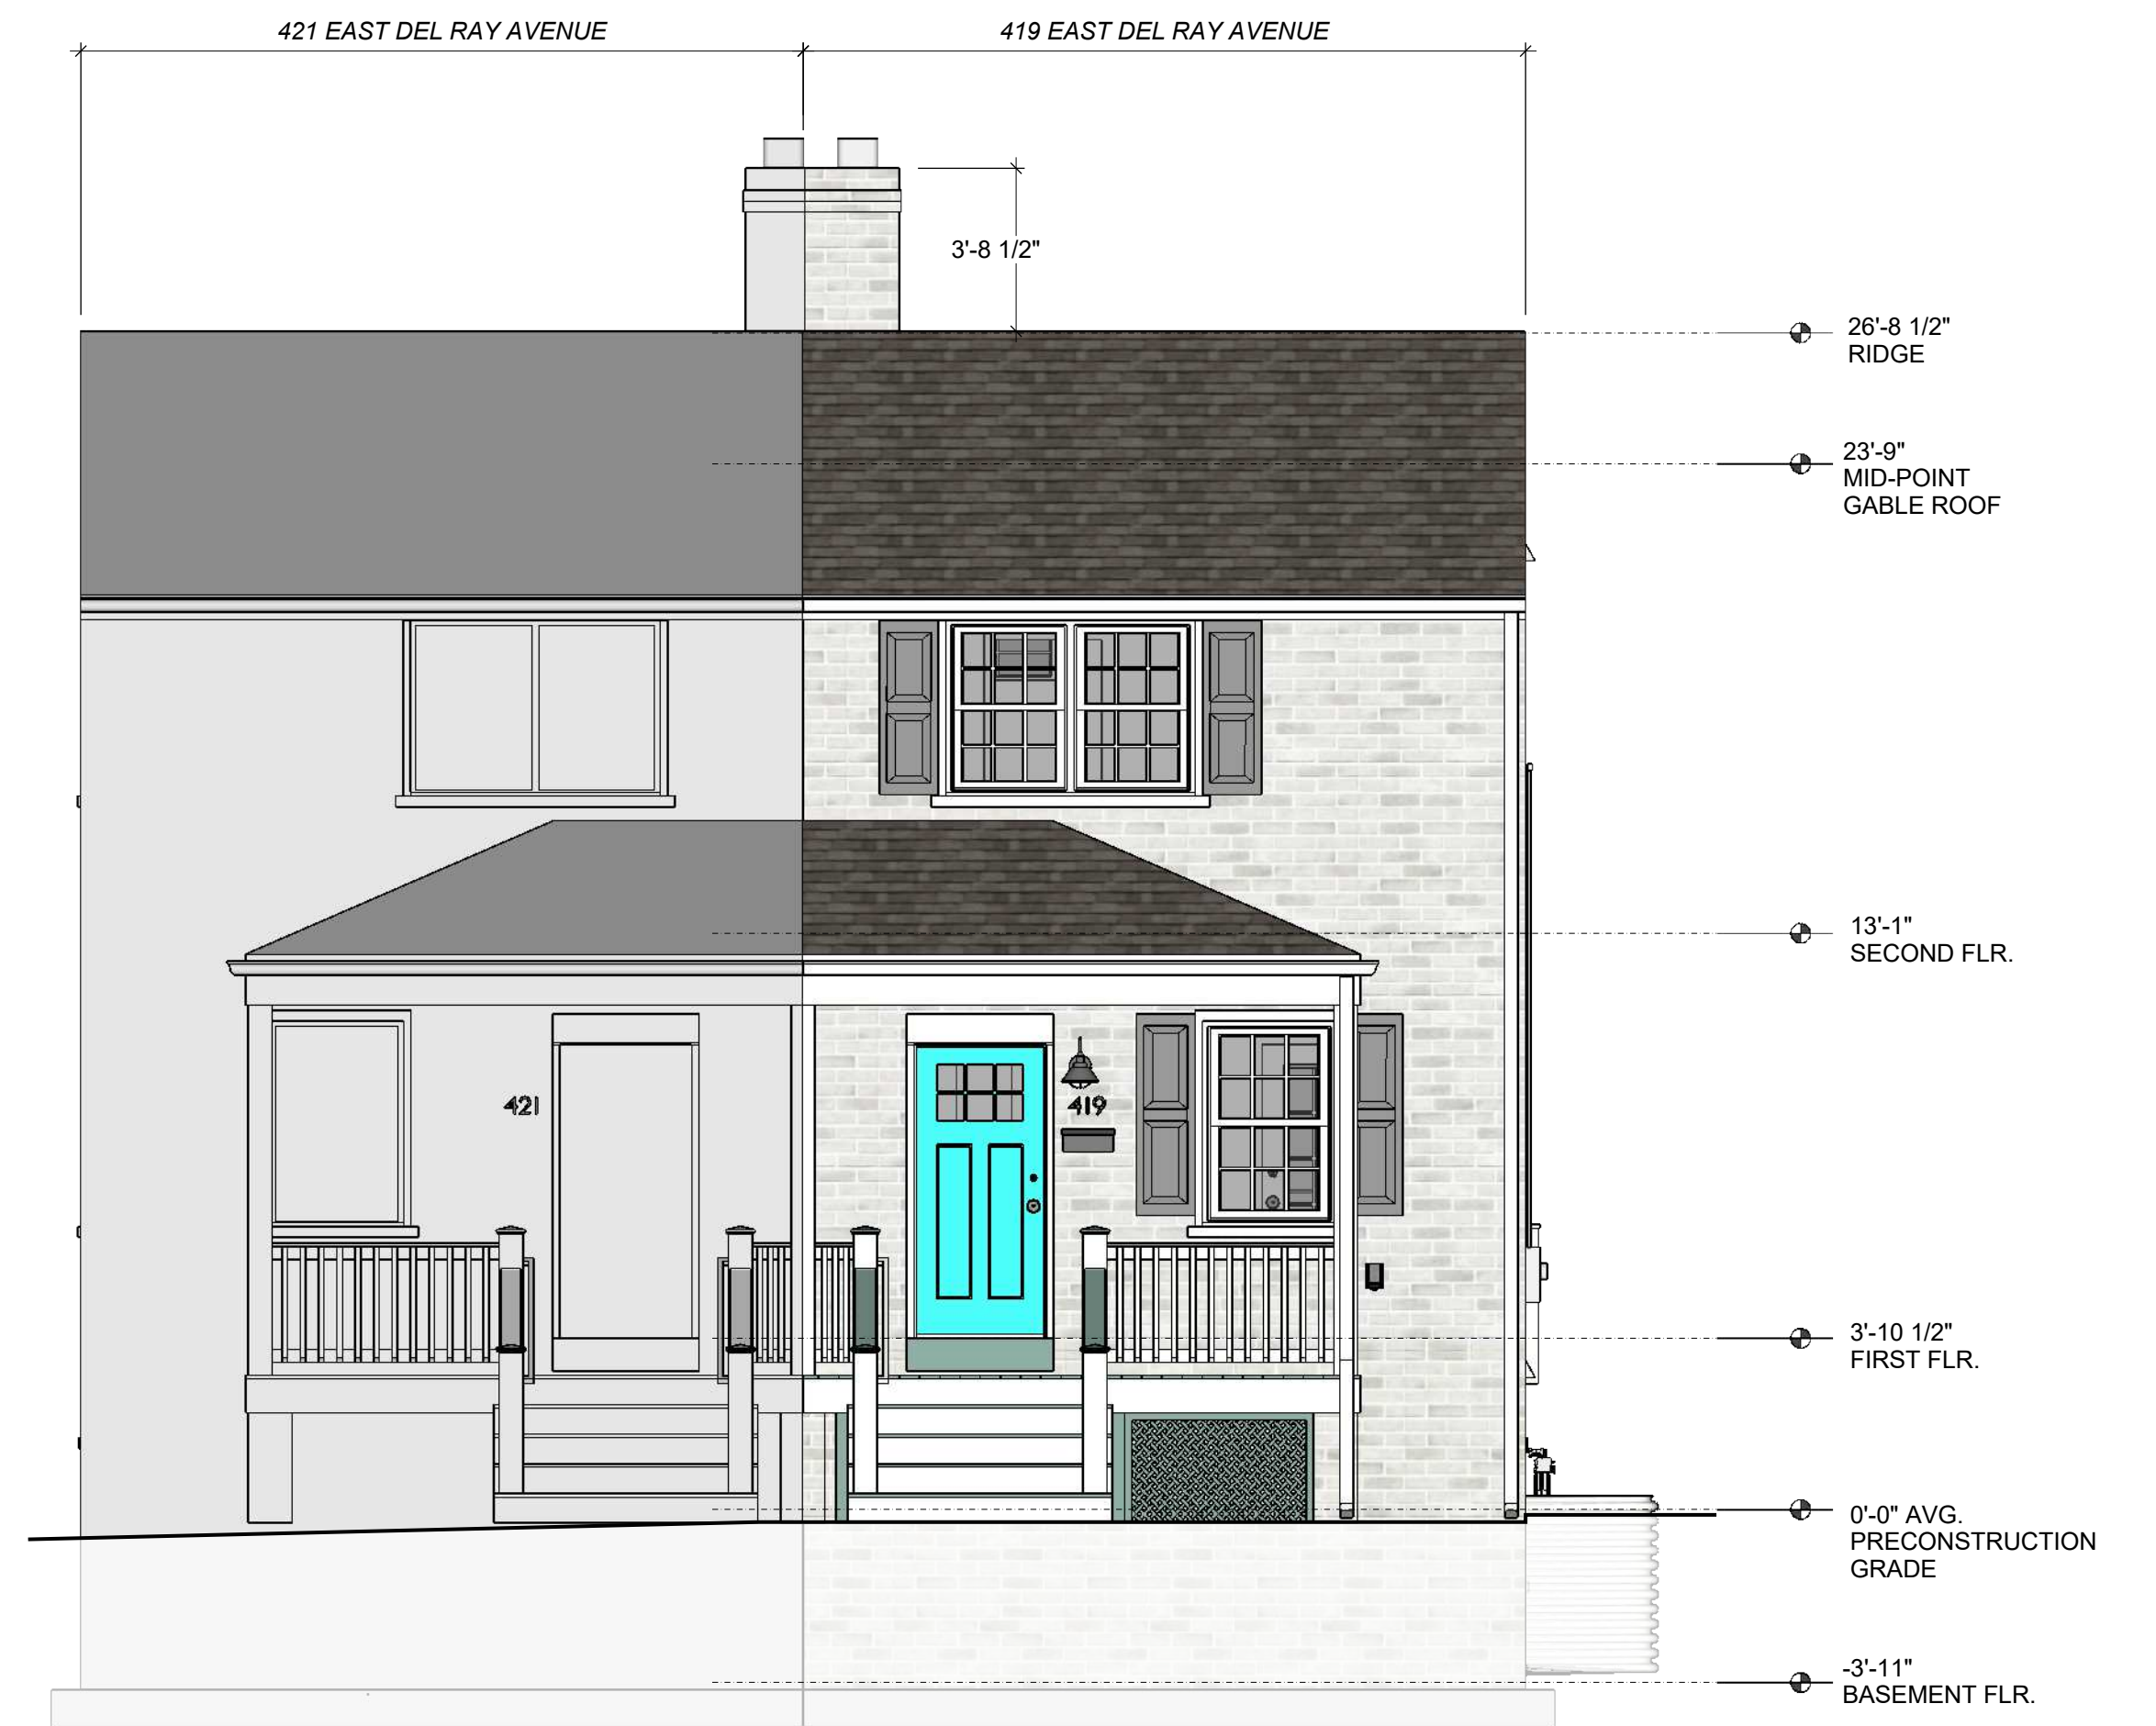 421 EAST DEL RAY AVENUE
419 EAST DEL RAY AVENUE
3'-8 1/2"
26'-8 1/2"
RIDGE
23'-9"
MID-POINT
GABLE ROOF
13'-1"
SECOND FLR.
421
419
3'-10 1/2"
FIRST FLR.
0'-0" AVG.
PRECONSTRUCTION
GRADE
-3'-11"
BASEMENT FLR.